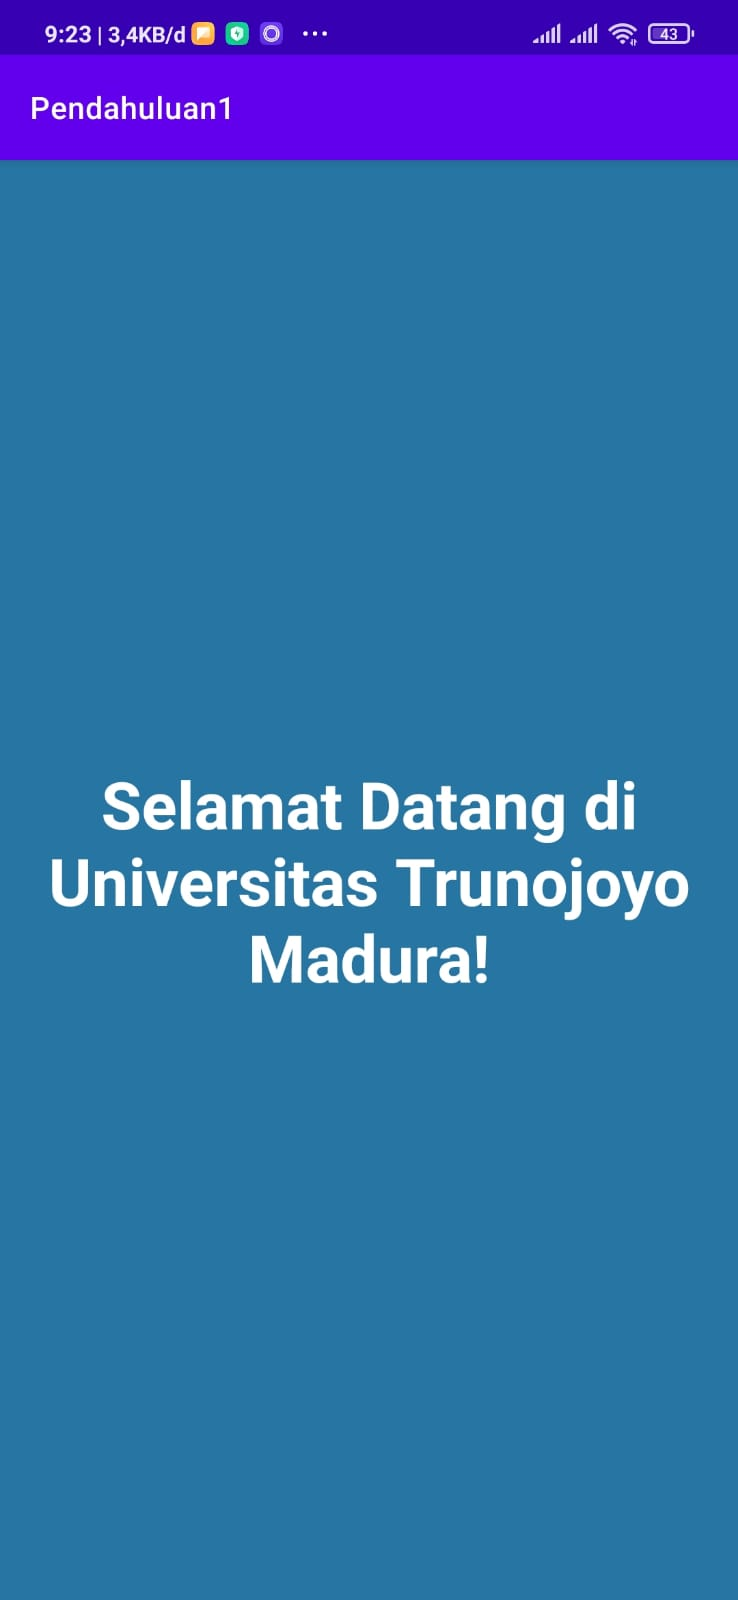 9:23 | 3,4KB/d ... 43
Pendahuluan1
Selamat Datang di
Universitas Trunojoyo
Madura!